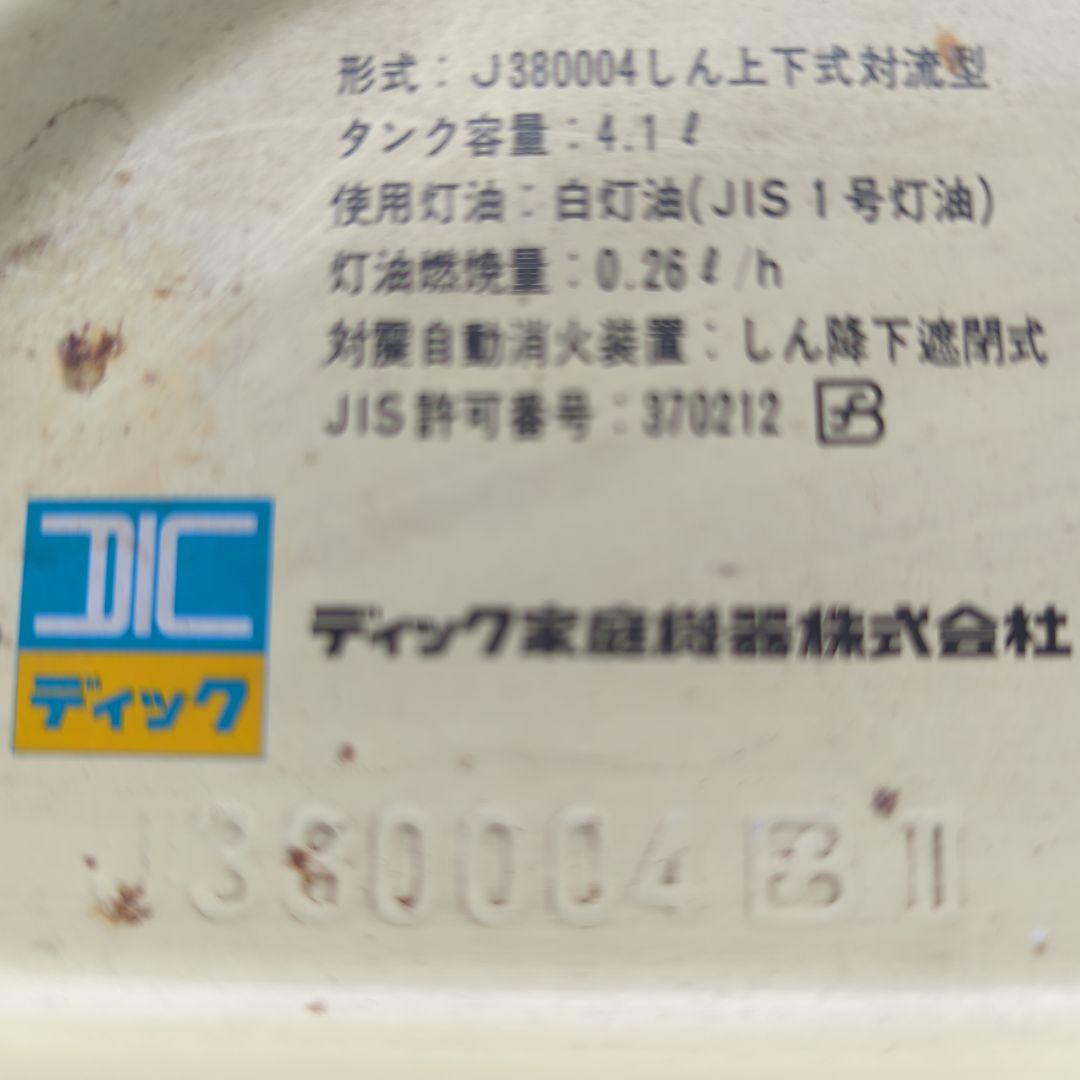 形式：J380004しん上下式対流型
タンク容量：4.1ℓ
使用灯油：白灯油(JIS 1号灯油)
灯油燃焼量：0.26ℓ/h
対震自動消火装置：しん降下遮閉式
JIS許可番号：370212
DIC
ディック
ディック家庭機器株式会社
J380004 B II